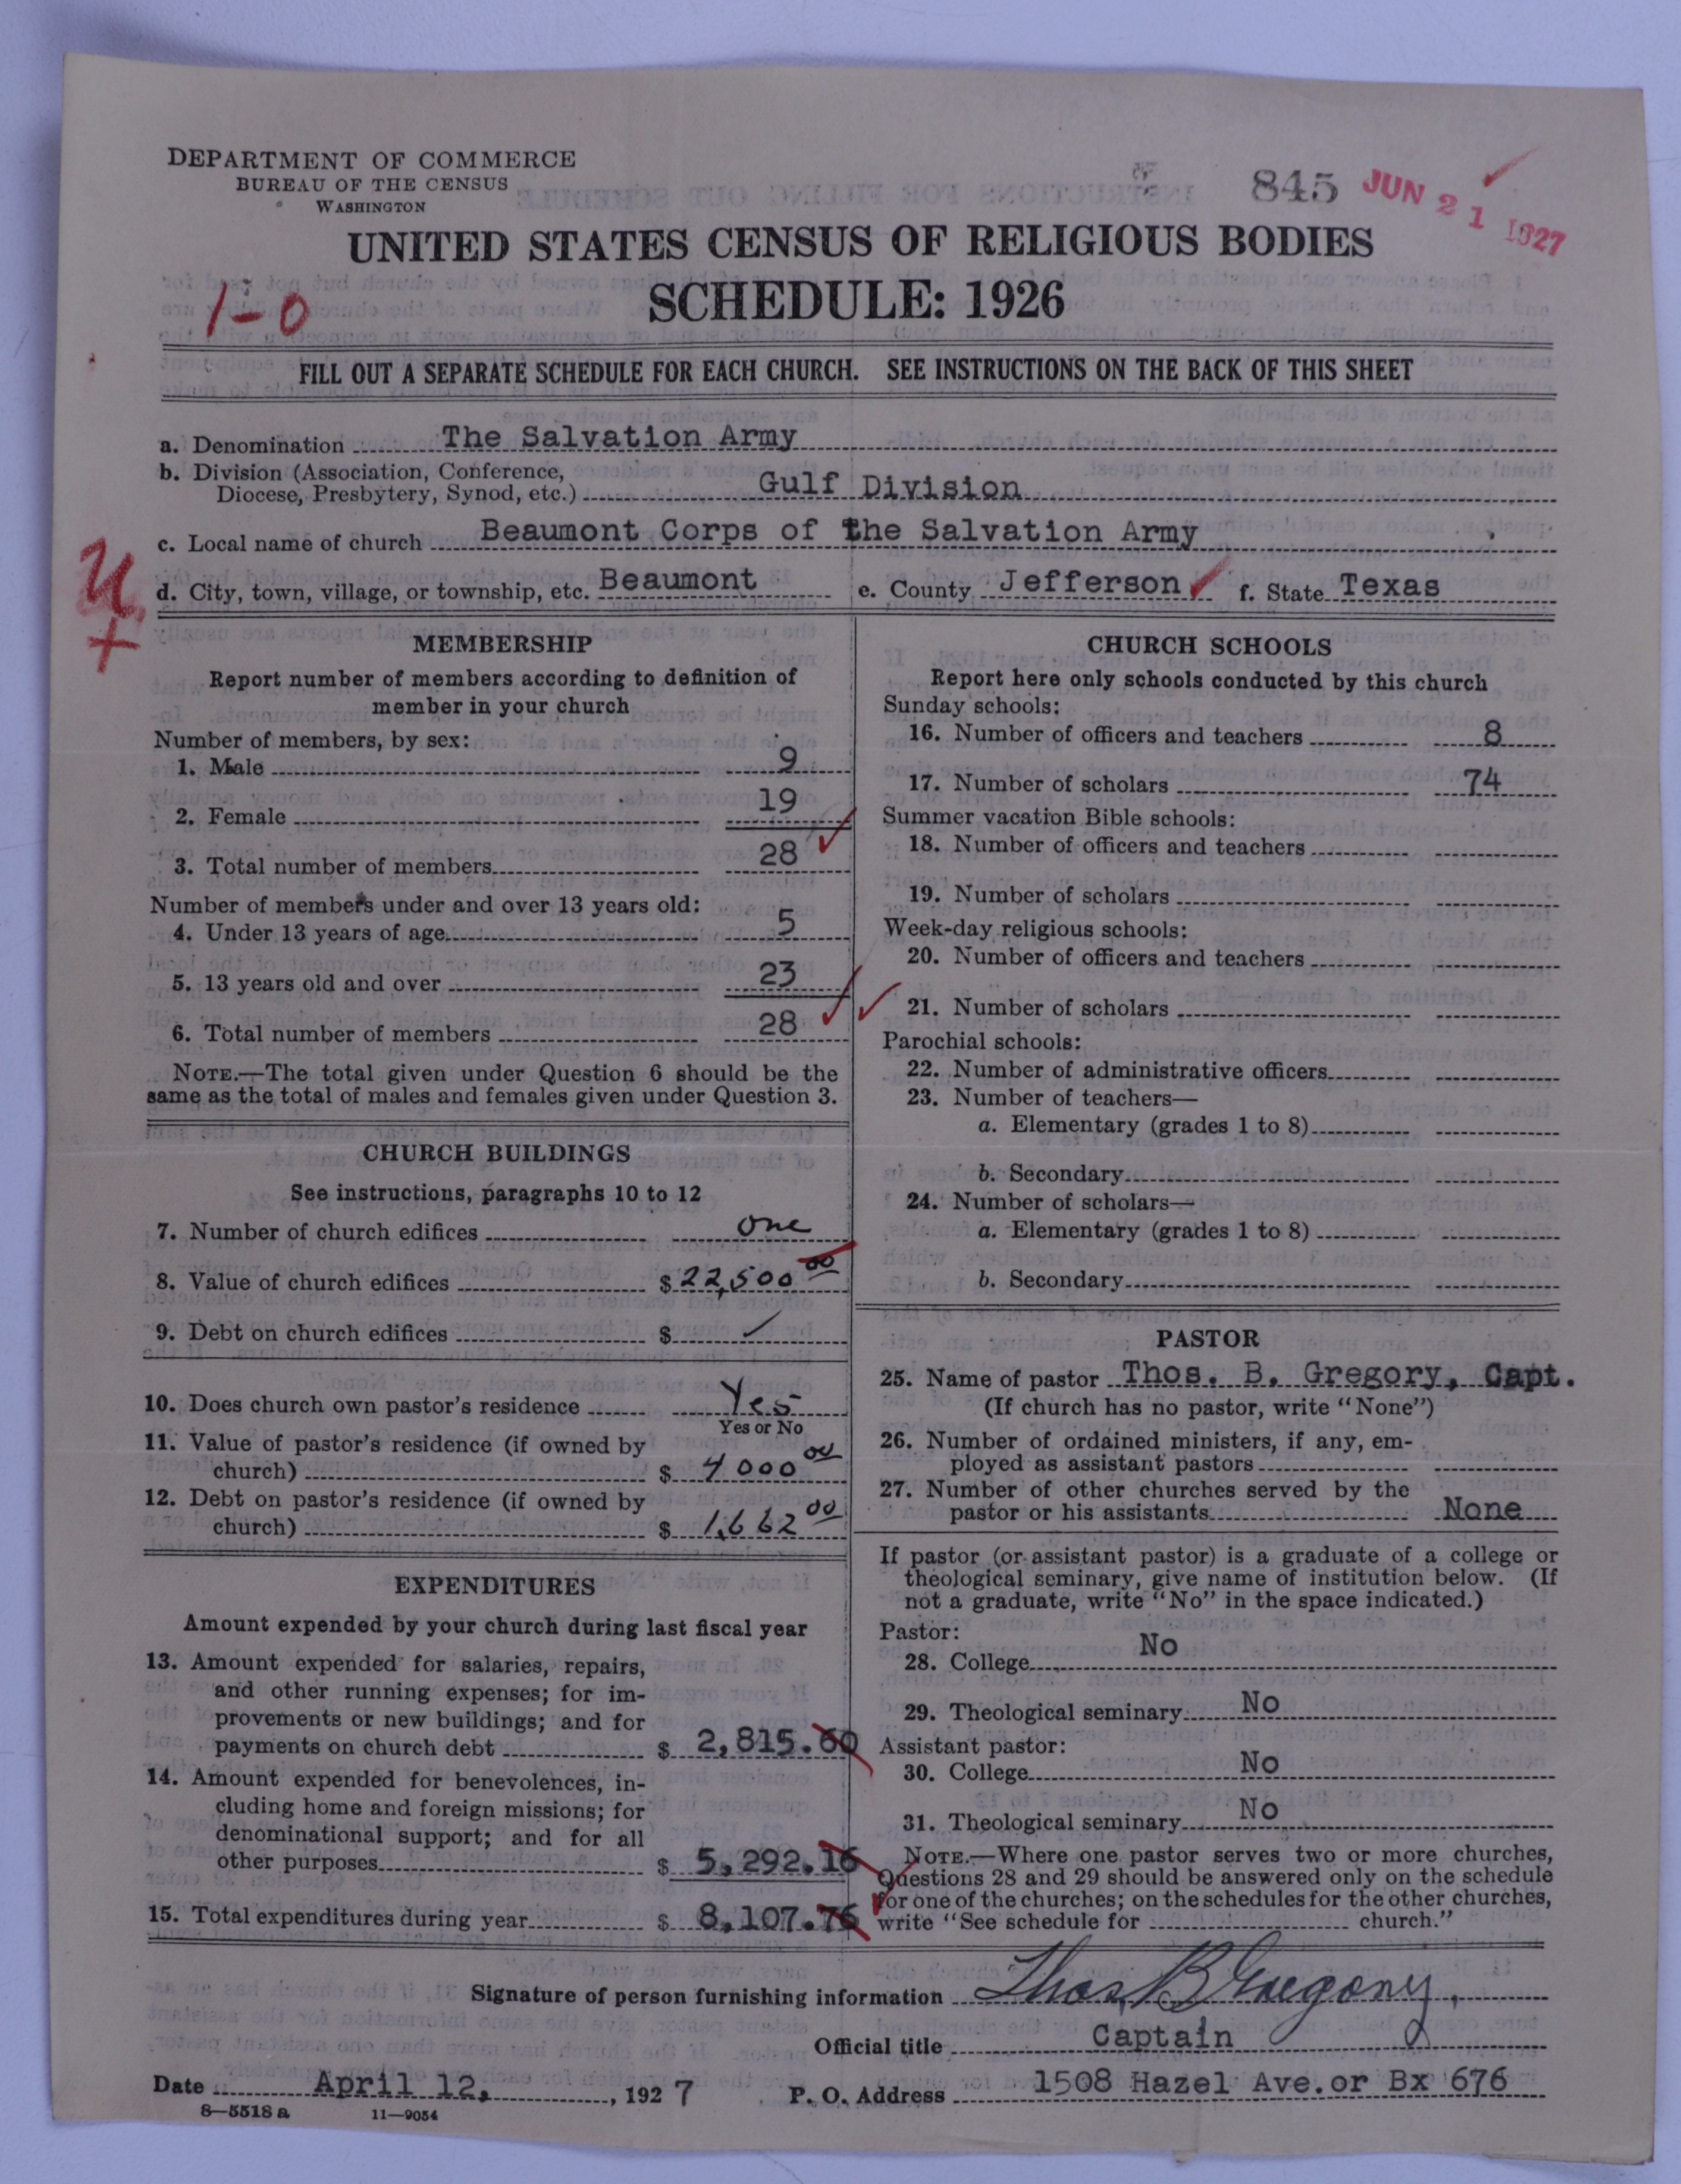 DEPARTMENT OF COMMERCE
BUREAU OF THE CENSUS
WASHINGTON
845 JUN 21 1927
UNITED STATES CENSUS OF RELIGIOUS BODIES
SCHEDULE: 1926
1-0
FILL OUT A SEPARATE SCHEDULE FOR EACH CHURCH. SEE INSTRUCTIONS ON THE BACK OF THIS SHEET
a. Denomination The Salvation Army
b. Division (Association, Conference,
Diocese, Presbytery, Synod, etc.) Gulf Division
c. Local name of church Beaumont Corps of the Salvation Army
U
+
d. City, town, village, or township, etc. Beaumont e. County Jefferson f. State Texas
MEMBERSHIP
Report number of members according to definition of
member in your church
Number of members, by sex:
1. Male 9
2. Female 19
3. Total number of members 28
Number of members under and over 13 years old:
4. Under 13 years of age 5
5. 13 years old and over 23
6. Total number of members 28
NOTE.—The total given under Question 6 should be the
same as the total of males and females given under Question 3.
CHURCH BUILDINGS
See instructions, paragraphs 10 to 12
7. Number of church edifices one
8. Value of church edifices $ 22,500 00
9. Debt on church edifices $ ✓
10. Does church own pastor's residence Yes
Yes or No
11. Value of pastor's residence (if owned by
church) $ 4000 00
12. Debt on pastor's residence (if owned by
church) $ 1,662 00
EXPENDITURES
Amount expended by your church during last fiscal year
13. Amount expended for salaries, repairs,
and other running expenses; for im-
provements or new buildings; and for
payments on church debt $ 2,815.60
14. Amount expended for benevolences, in-
cluding home and foreign missions; for
denominational support; and for all
other purposes $ 5,292.16
15. Total expenditures during year $ 8,107.76
CHURCH SCHOOLS
Report here only schools conducted by this church
Sunday schools:
16. Number of officers and teachers 8
17. Number of scholars 74
Summer vacation Bible schools:
18. Number of officers and teachers
19. Number of scholars
Week-day religious schools:
20. Number of officers and teachers
21. Number of scholars
Parochial schools:
22. Number of administrative officers
23. Number of teachers—
a. Elementary (grades 1 to 8)
b. Secondary
24. Number of scholars—
a. Elementary (grades 1 to 8)
b. Secondary
PASTOR
25. Name of pastor Thos. B. Gregory, Capt.
(If church has no pastor, write "None")
26. Number of ordained ministers, if any, em-
ployed as assistant pastors
27. Number of other churches served by the
pastor or his assistants None
If pastor (or assistant pastor) is a graduate of a college or
theological seminary, give name of institution below. (If
not a graduate, write "No" in the space indicated.)
Pastor:
28. College No
29. Theological seminary No
Assistant pastor:
30. College No
31. Theological seminary No
NOTE.—Where one pastor serves two or more churches,
Questions 28 and 29 should be answered only on the schedule
for one of the churches; on the schedules for the other churches,
write "See schedule for church."
Signature of person furnishing information Thos. B Gregory,
Official title Captain
Date April 12, 1927 P. O. Address 1508 Hazel Ave.or Bx 676
8—5518 a 11—9054